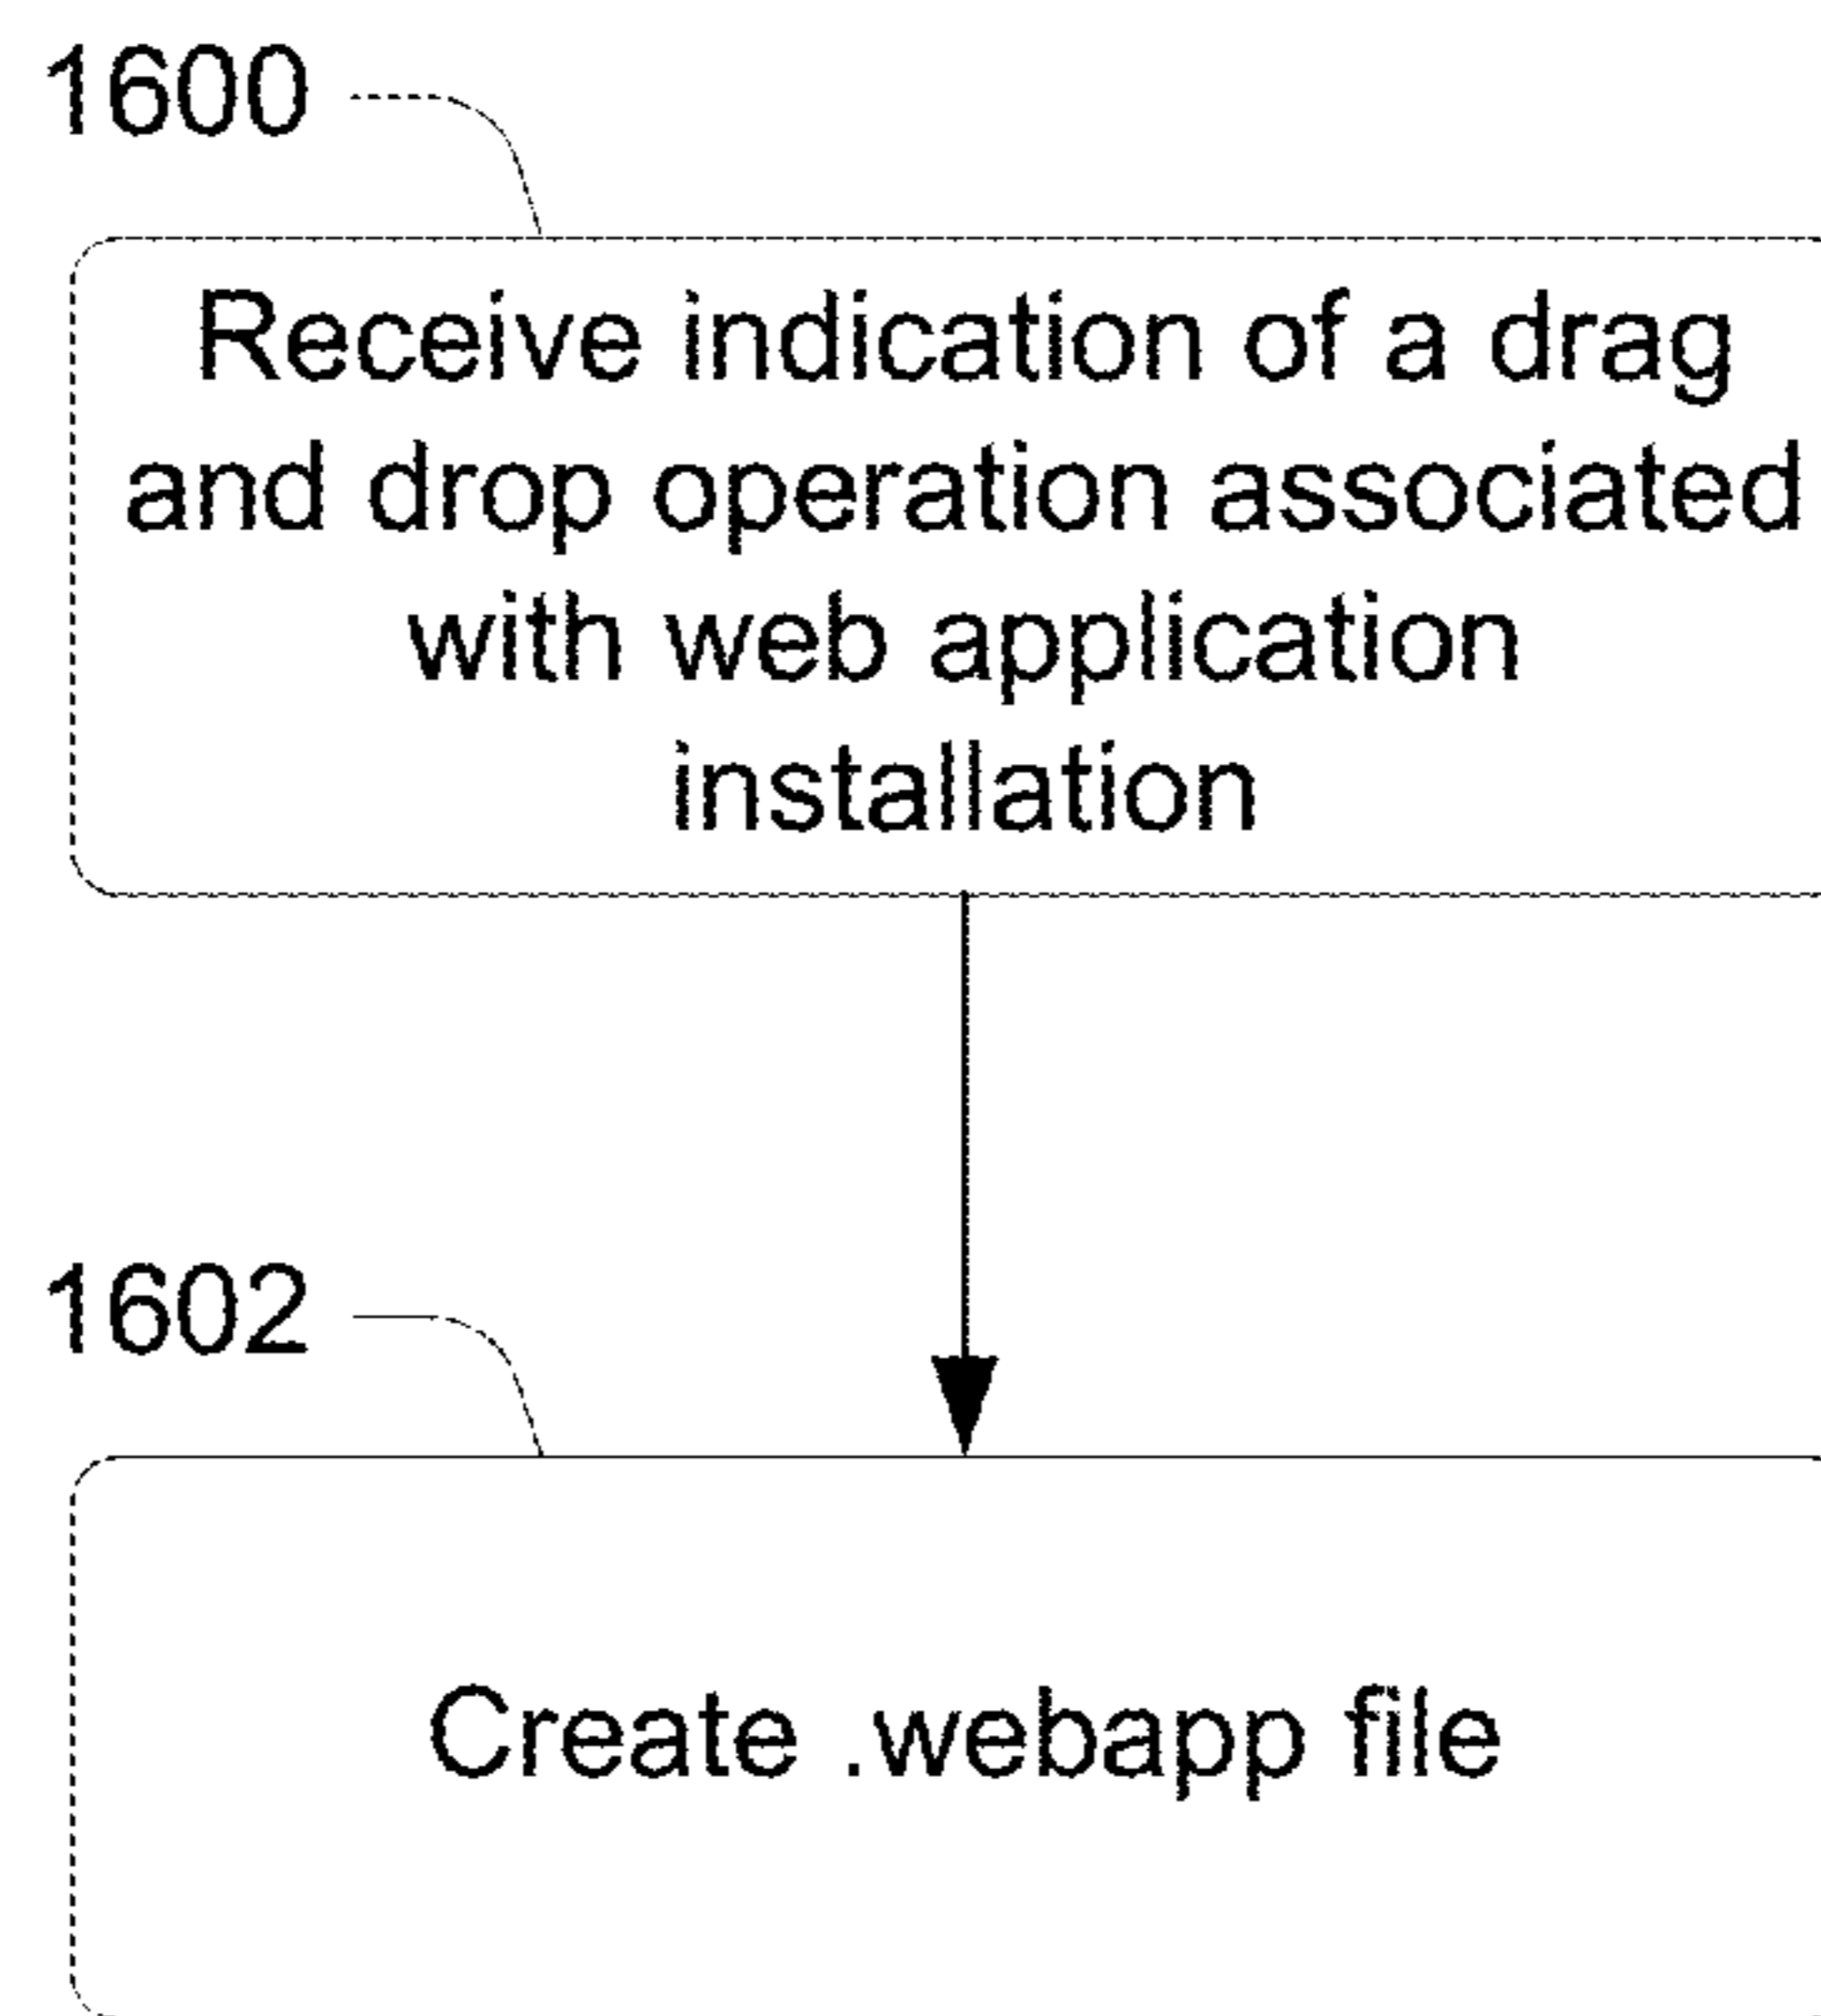 1600
Receive indication of a drag
and drop operation associated
with web application
installation
1602
Create .webapp file